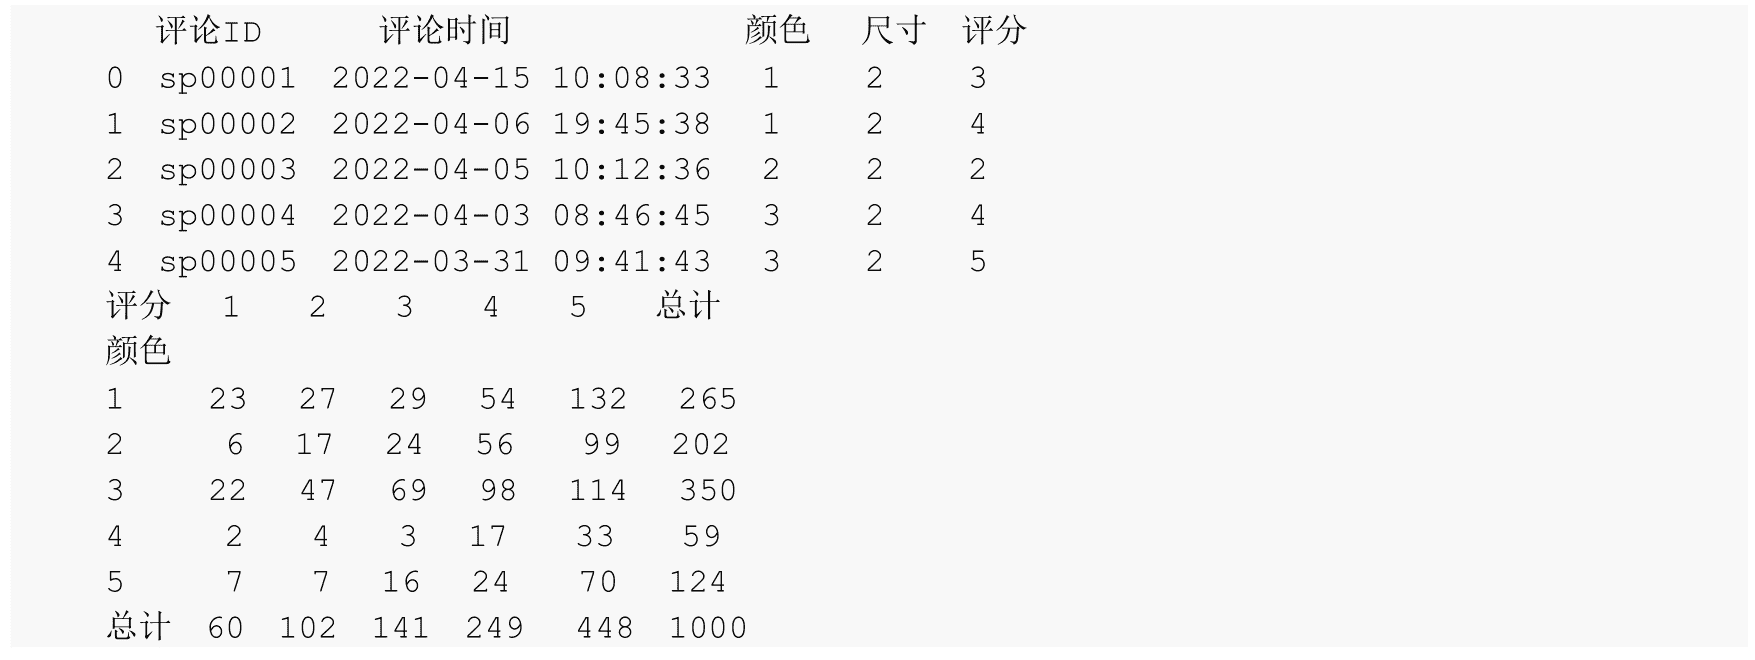 评论ID 评论时间 颜色 尺寸 评分
0 sp00001 2022-04-15 10:08:33 1 2 3
1 sp00002 2022-04-06 19:45:38 1 2 4
2 sp00003 2022-04-05 10:12:36 2 2 2
3 sp00004 2022-04-03 08:46:45 3 2 4
4 sp00005 2022-03-31 09:41:43 3 2 5
评分 1 2 3 4 5 总计
颜色
1 23 27 29 54 132 265
2 6 17 24 56 99 202
3 22 47 69 98 114 350
4 2 4 3 17 33 59
5 7 7 16 24 70 124
总计 60 102 141 249 448 1000